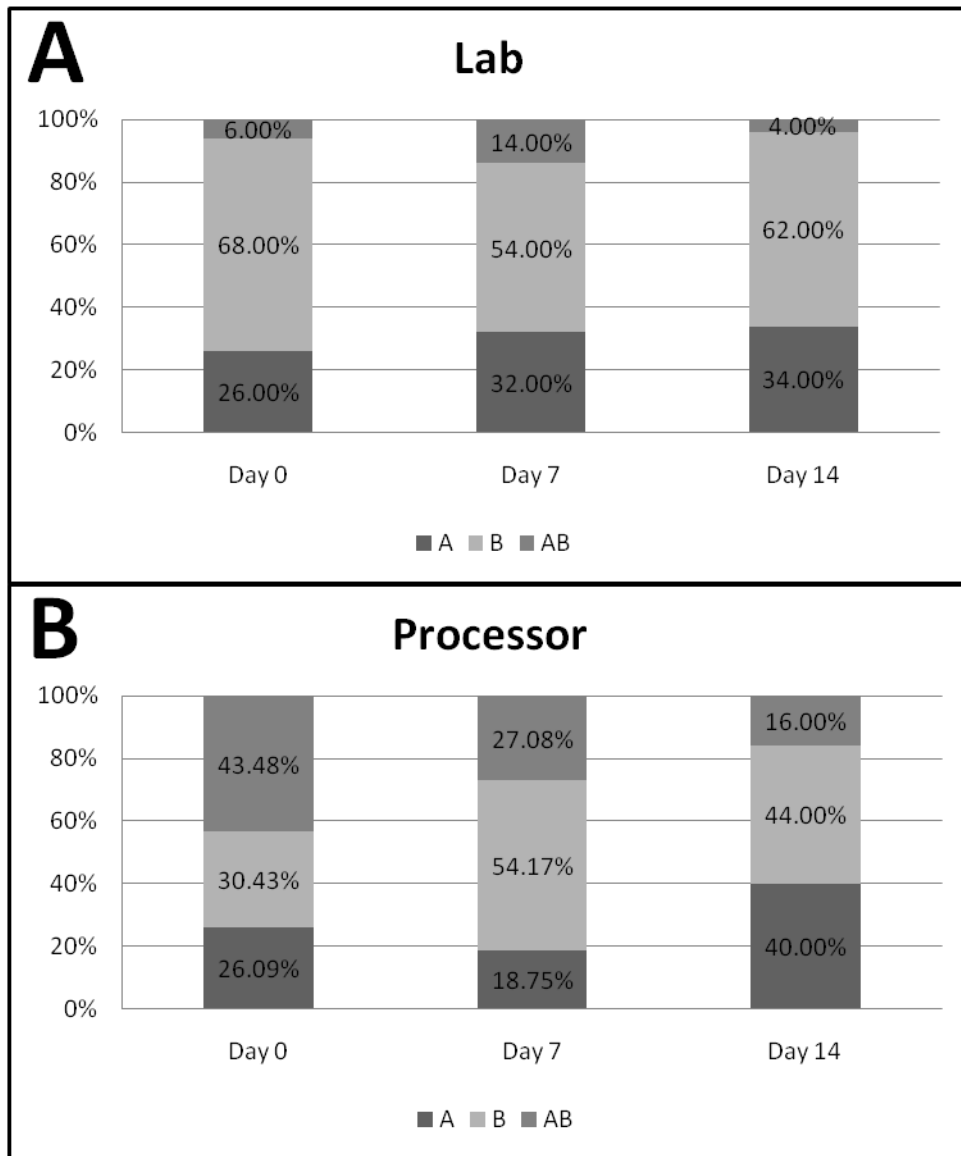 A
Lab
100%
6.00%
14.00%
4.00%
80%
68.00%
54.00%
62.00%
60%
40%
20%
26.00%
32.00%
34.00%
0%
Day 0
Day 7
Day 14
A B AB
B
Processor
100%
43.48%
27.08%
16.00%
80%
60%
30.43%
54.17%
44.00%
40%
20%
26.09%
18.75%
40.00%
0%
Day 0
Day 7
Day 14
A B AB